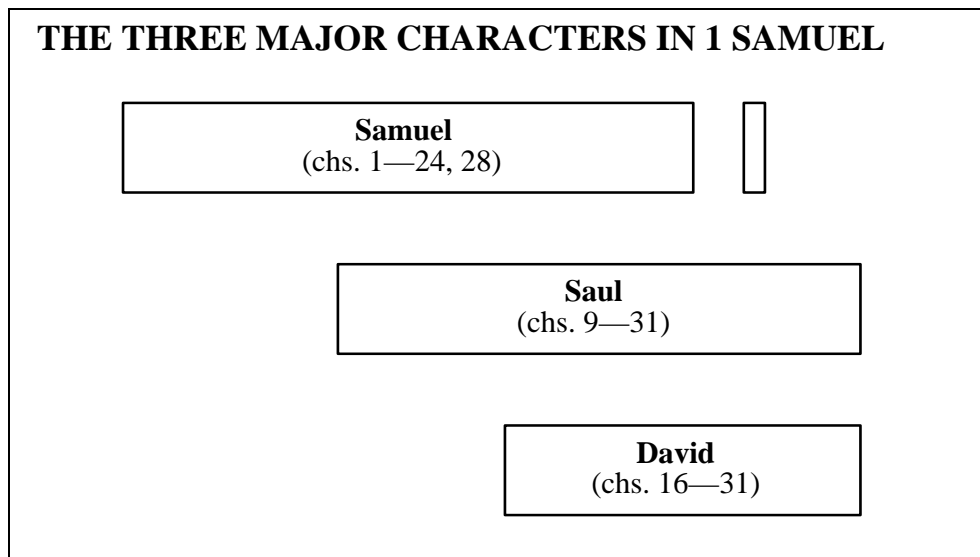 THE THREE MAJOR CHARACTERS IN 1 SAMUEL
Samuel
(chs. 1—24, 28)
Saul
(chs. 9—31)
David
(chs. 16—31)